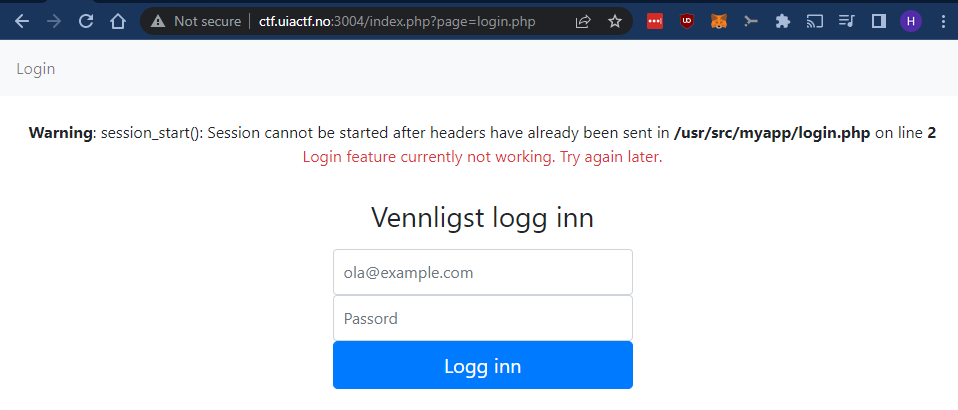 Not secure ctf.uiactf.no:3004/index.php?page=login.php
H
Login
Warning: session_start(): Session cannot be started after headers have already been sent in /usr/src/myapp/login.php on line 2
Login feature currently not working. Try again later.
Vennligst logg inn
ola@example.com
Passord
Logg inn